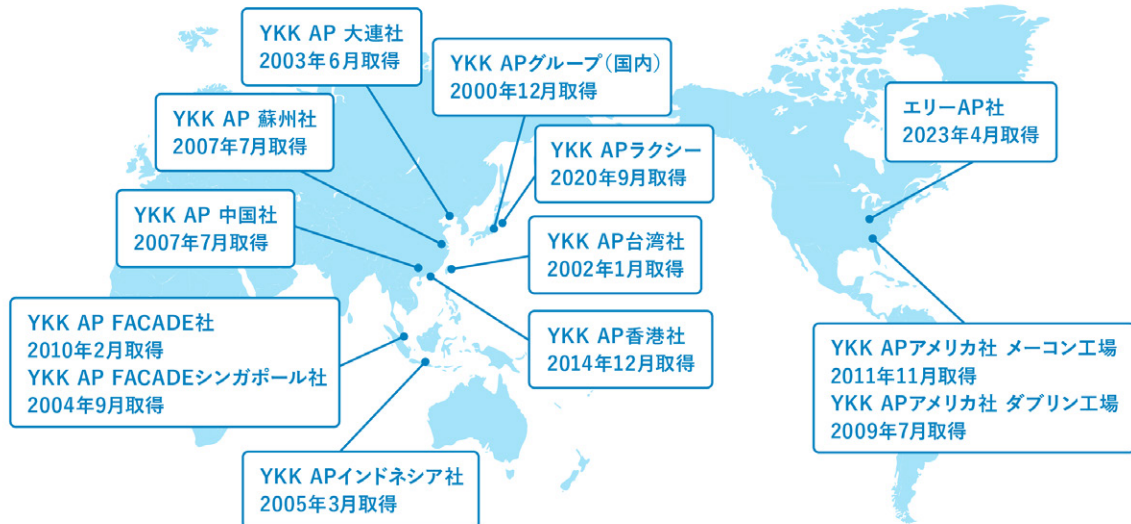 YKK AP 大連社
2003年6月取得
YKK APグループ（国内）
2000年12月取得
エリーAP社
2023年4月取得
YKK AP 蘇州社
2007年7月取得
YKK APラクシー
2020年9月取得
YKK AP 中国社
2007年7月取得
YKK AP台湾社
2002年1月取得
YKK AP FACADE社
2010年2月取得
YKK AP FACADEシンガポール社
2004年9月取得
YKK AP香港社
2014年12月取得
YKK APアメリカ社 メーコン工場
2011年11月取得
YKK APアメリカ社 ダブリン工場
2009年7月取得
YKK APインドネシア社
2005年3月取得